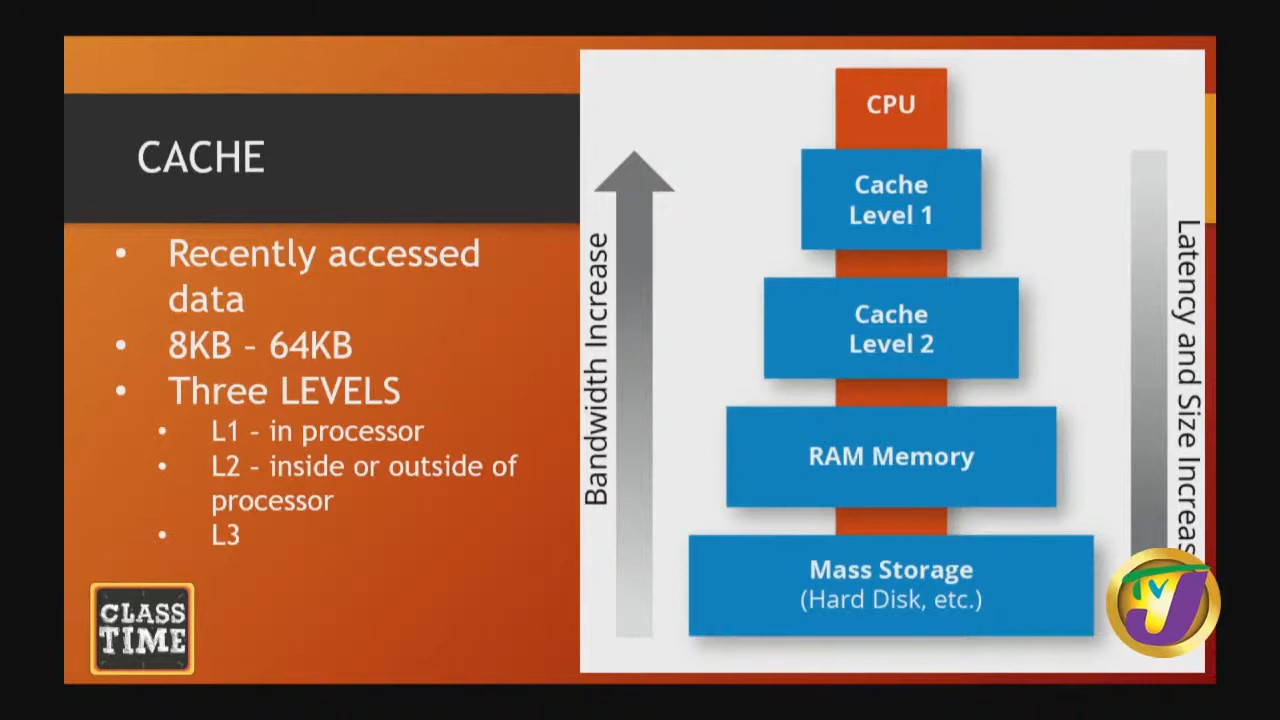 CACHE
• Recently accessed
data
• 8KB – 64KB
• Three LEVELS
• L1 – in processor
• L2 – inside or outside of
processor
• L3
CLASS
TIME
Bandwidth Increase
CPU
Cache
Level 1
Cache
Level 2
RAM Memory
Mass Storage
(Hard Disk, etc.)
Latency and Size Increas
TVJ